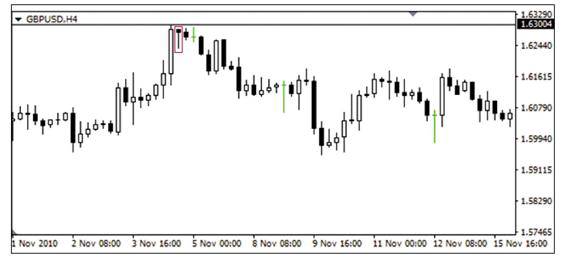 GBPUSD,H4
1.63290
1.63004
1.62440
1.61615
1.60790
1.59940
1.59115
1.58290
1.57465
1 Nov 2010
2 Nov 08:00
3 Nov 16:00
5 Nov 00:00
8 Nov 08:00
9 Nov 16:00
11 Nov 00:00
12 Nov 08:00
15 Nov 16:00